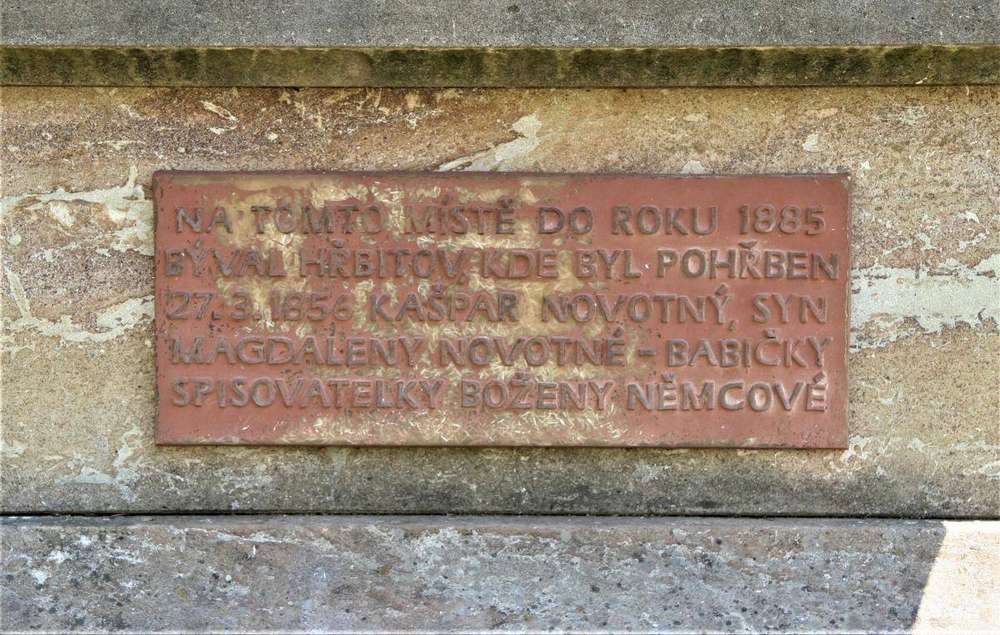 NA TOMTO MÍSTĚ DO ROKU 1885
BÝVAL HŘBITOV, KDE BYL POHŘBEN
27. 3. 1856 KAŠPAR NOVOTNÝ, SYN
MAGDALENY NOVOTNÉ - BABIČKY
SPISOVATELKY BOŽENY NĚMCOVÉ